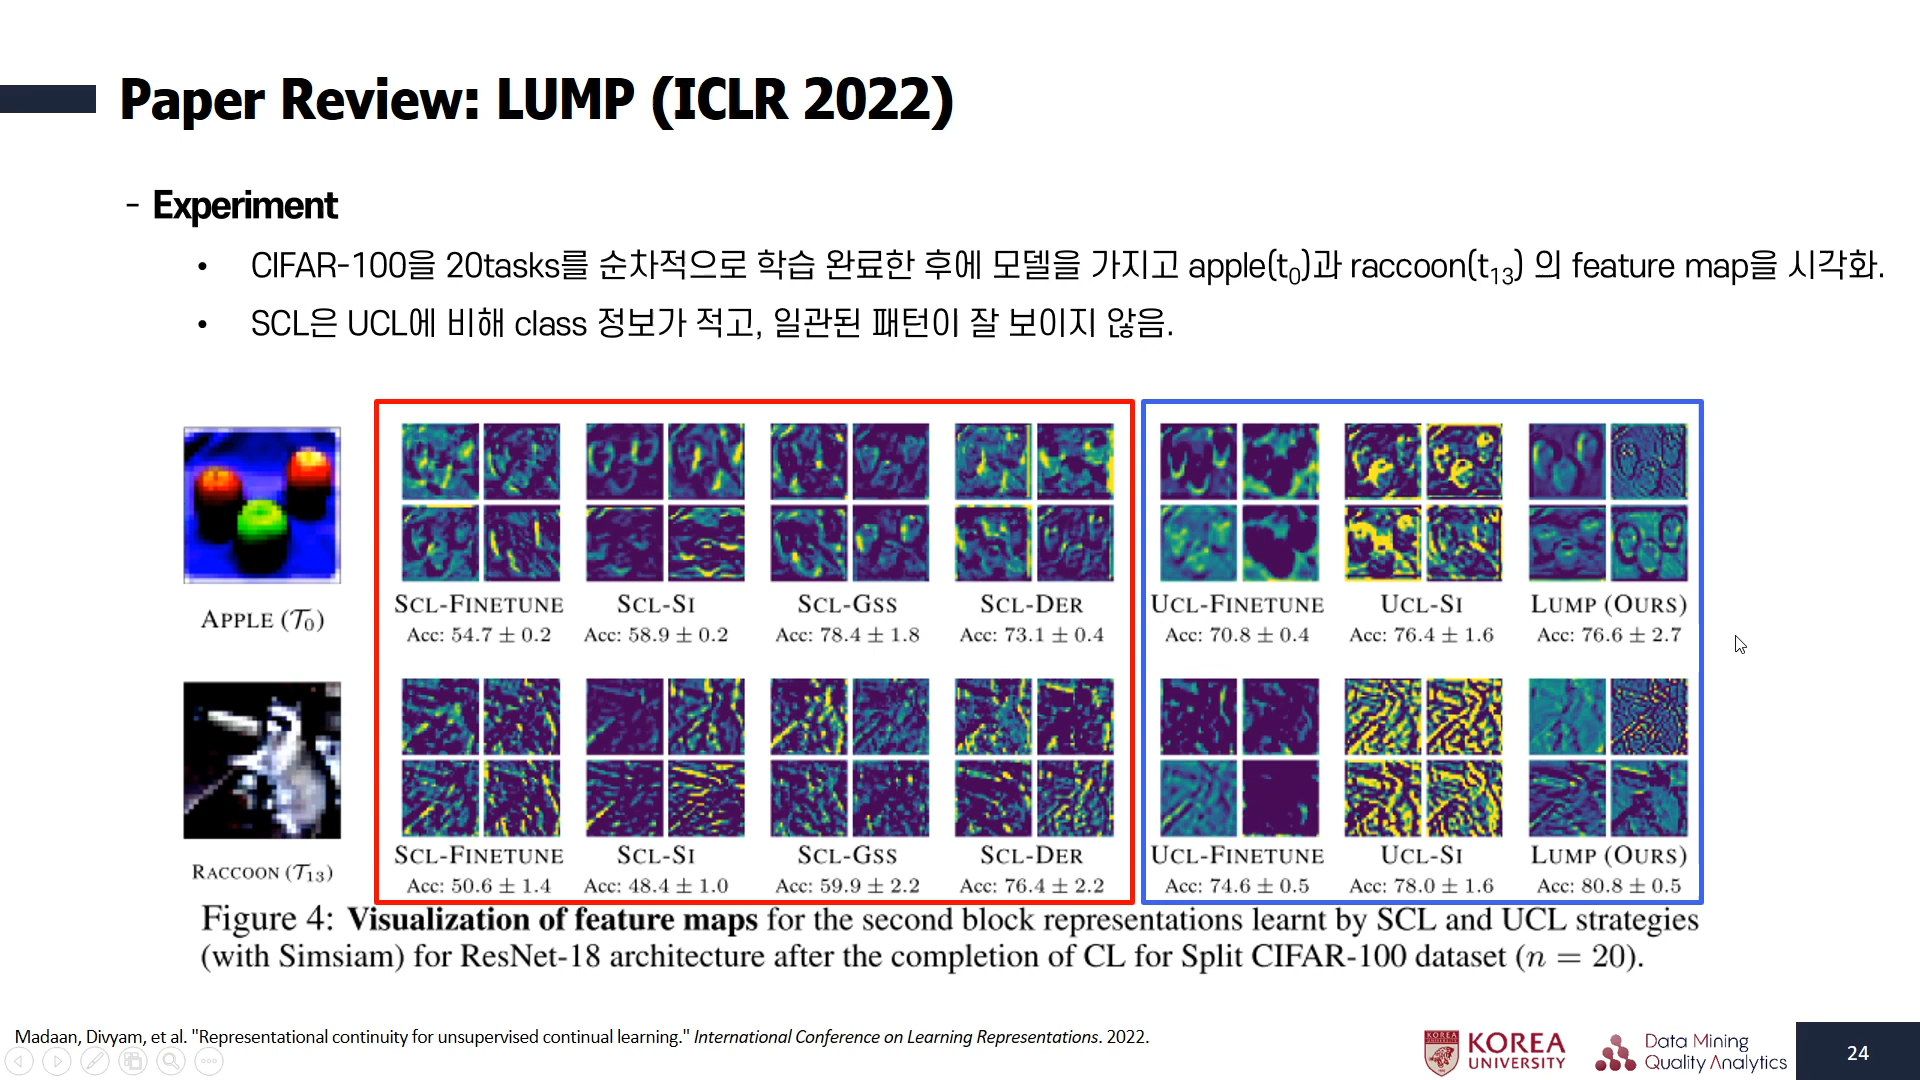 Paper Review: LUMP (ICLR 2022)
- Experiment
• CIFAR-100을 20tasks를 순차적으로 학습 완료한 후에 모델을 가지고 apple(t0)과 raccoon(t13) 의 feature map을 시각화.
• SCL은 UCL에 비해 class 정보가 적고, 일관된 패턴이 잘 보이지 않음.
APPLE (T0)
SCL-FINETUNE SCL-SI SCL-GSS SCL-DER UCL-FINETUNE UCL-SI LUMP (OURS)
Acc: 54.7 ± 0.2 Acc: 58.9 ± 0.2 Acc: 78.4 ± 1.8 Acc: 73.1 ± 0.4 Acc: 70.8 ± 0.4 Acc: 76.4 ± 1.6 Acc: 76.6 ± 2.7
RACCOON (T13)
SCL-FINETUNE SCL-SI SCL-GSS SCL-DER UCL-FINETUNE UCL-SI LUMP (OURS)
Acc: 50.6 ± 1.4 Acc: 48.4 ± 1.0 Acc: 59.9 ± 2.2 Acc: 76.4 ± 2.2 Acc: 74.6 ± 0.5 Acc: 78.0 ± 1.6 Acc: 80.8 ± 0.5
Figure 4: Visualization of feature maps for the second block representations learnt by SCL and UCL strategies
(with Simsiam) for ResNet-18 architecture after the completion of CL for Split CIFAR-100 dataset (n = 20).
Madaan, Divyam, et al. "Representational continuity for unsupervised continual learning." International Conference on Learning Representations. 2022.
KOREA
UNIVERSITY
Data Mining
Quality Analytics
24